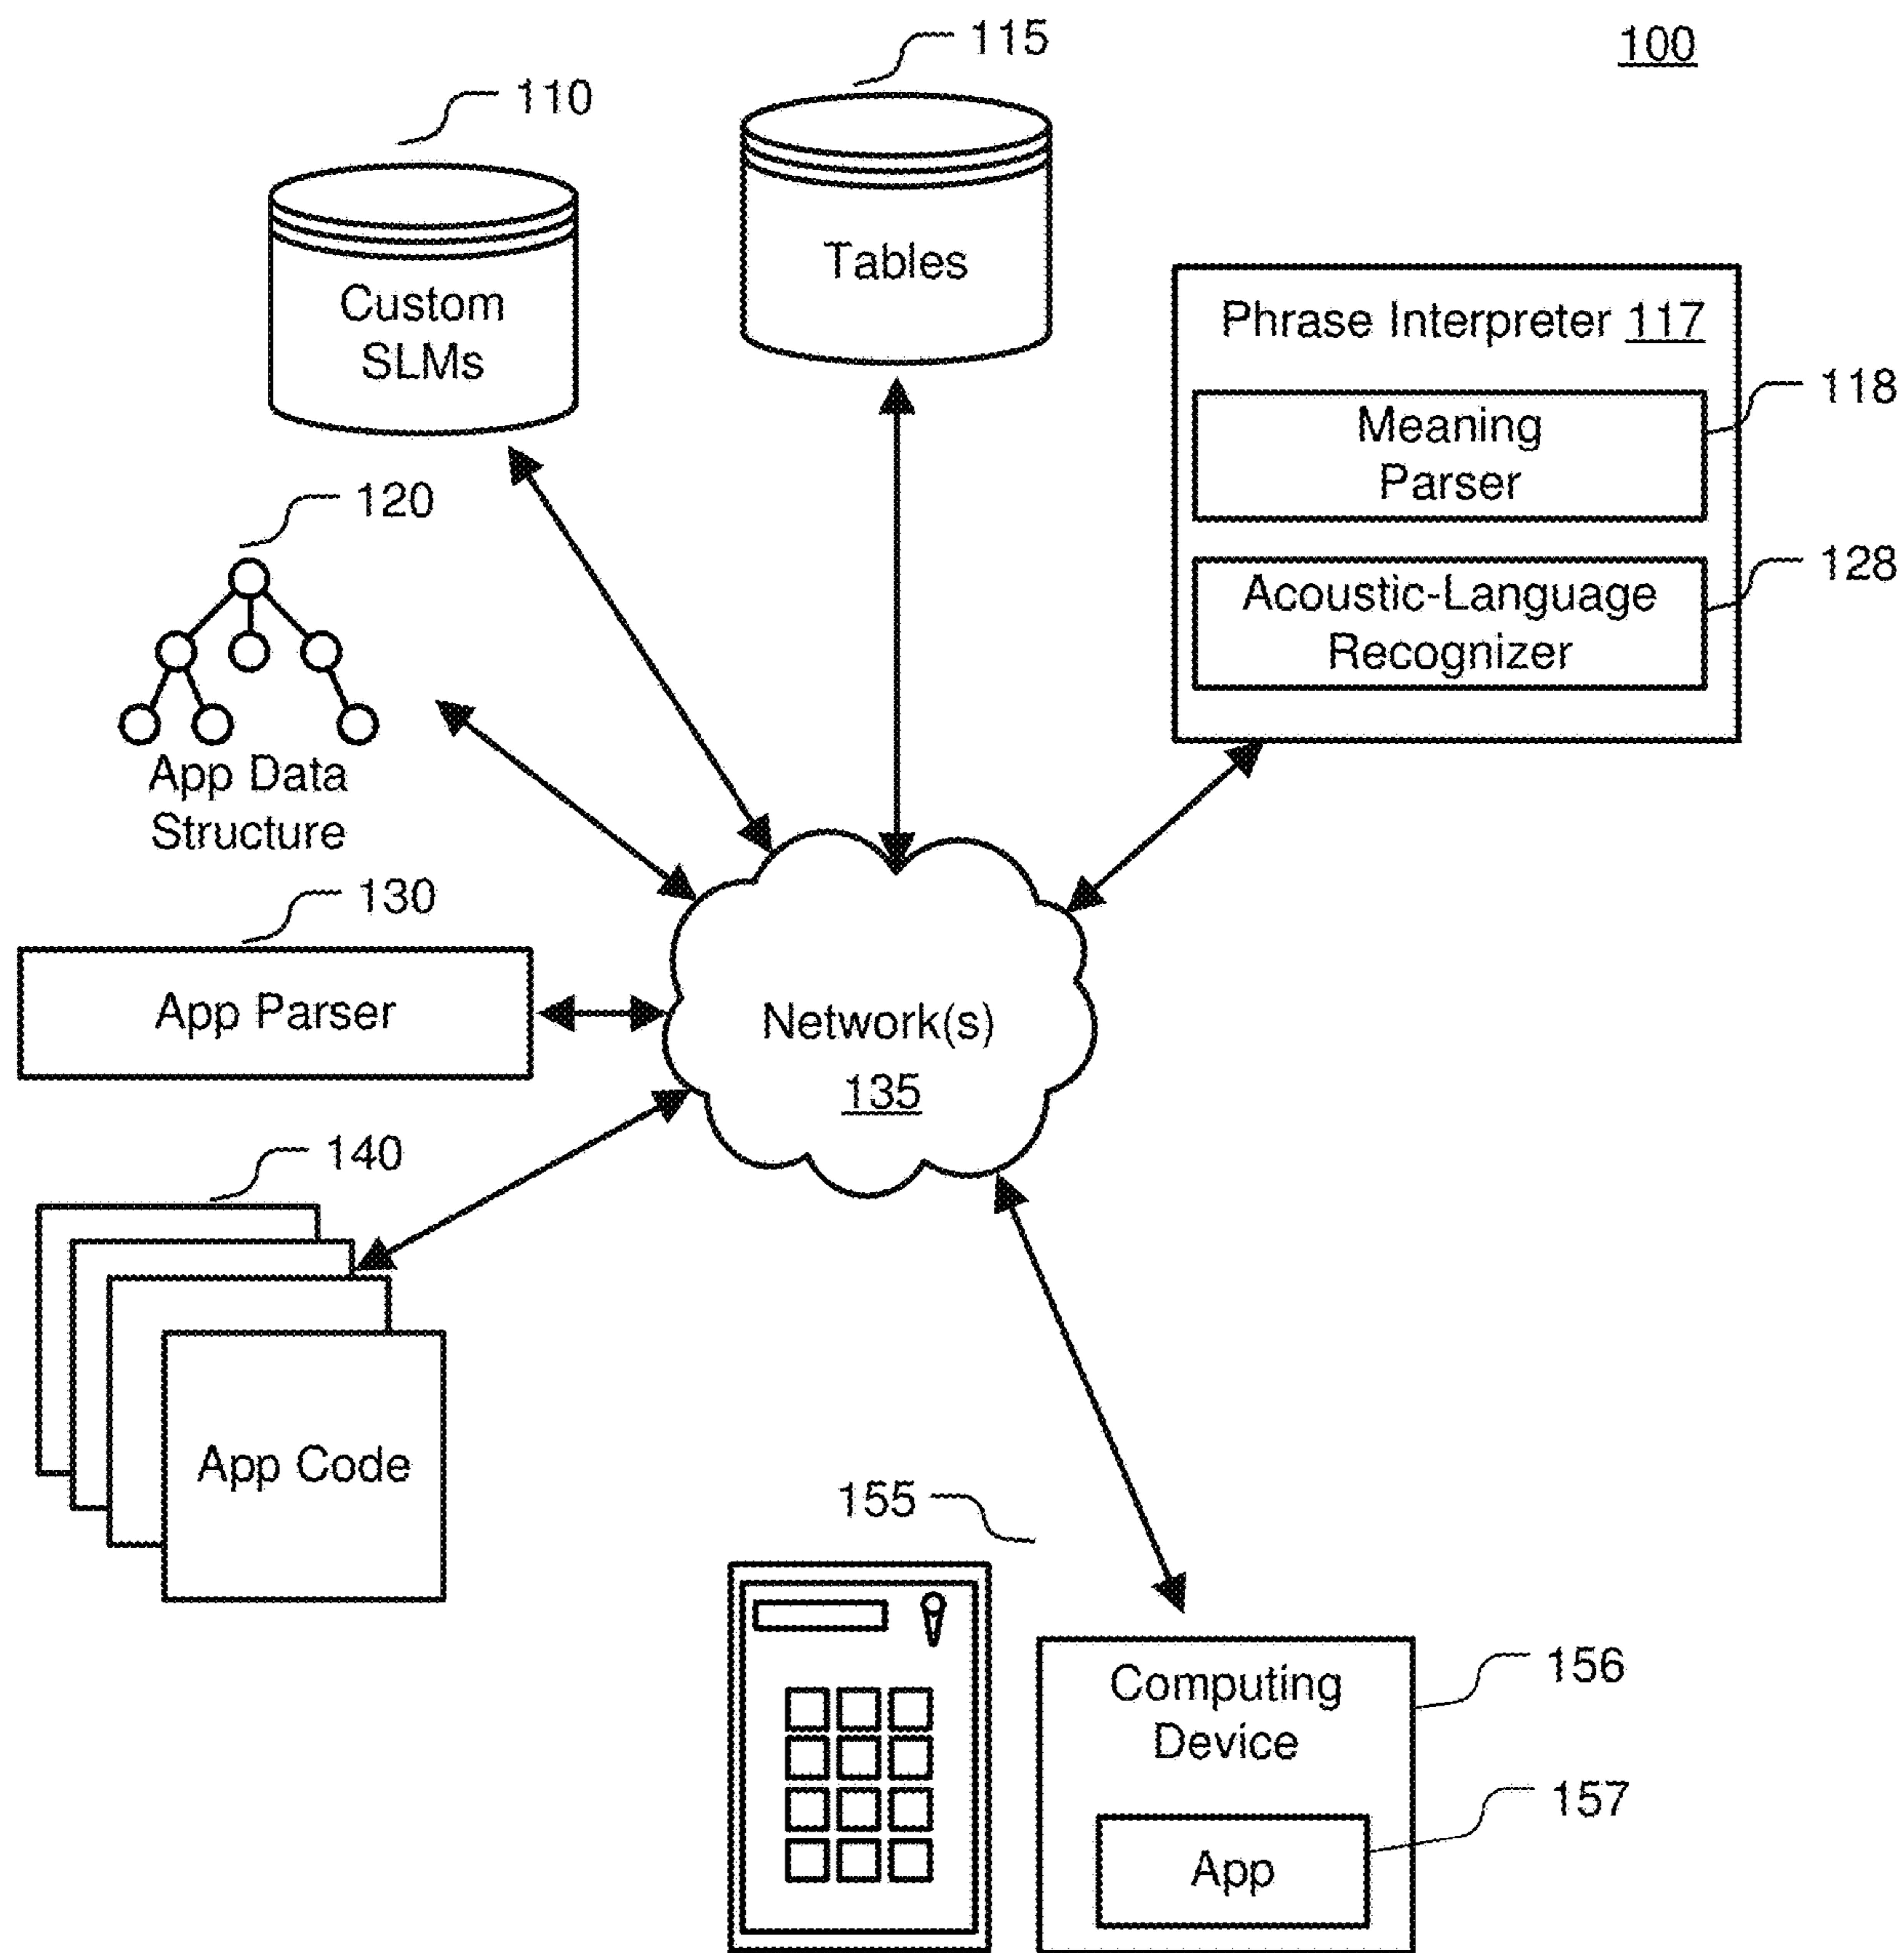 100
115
110
Tables
Custom
SLMs
Phrase Interpreter 117
118
Meaning
Parser
128
Acoustic-Language
Recognizer
120
App Data
Structure
130
App Parser
Network(s)
135
140
App Code
155
156
Computing
Device
157
App